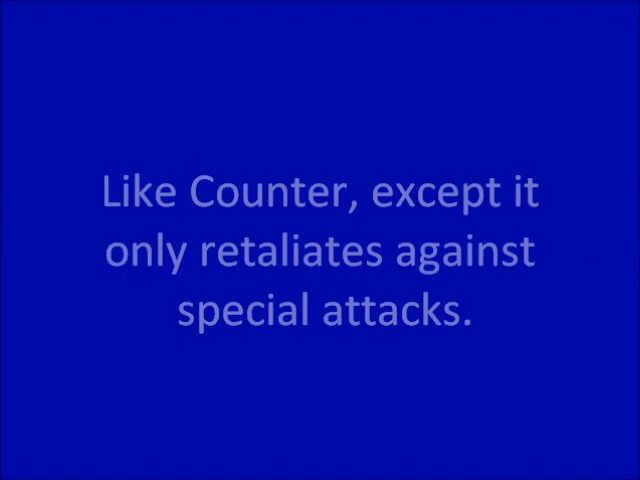 Like Counter, except it
only retaliates against
special attacks.